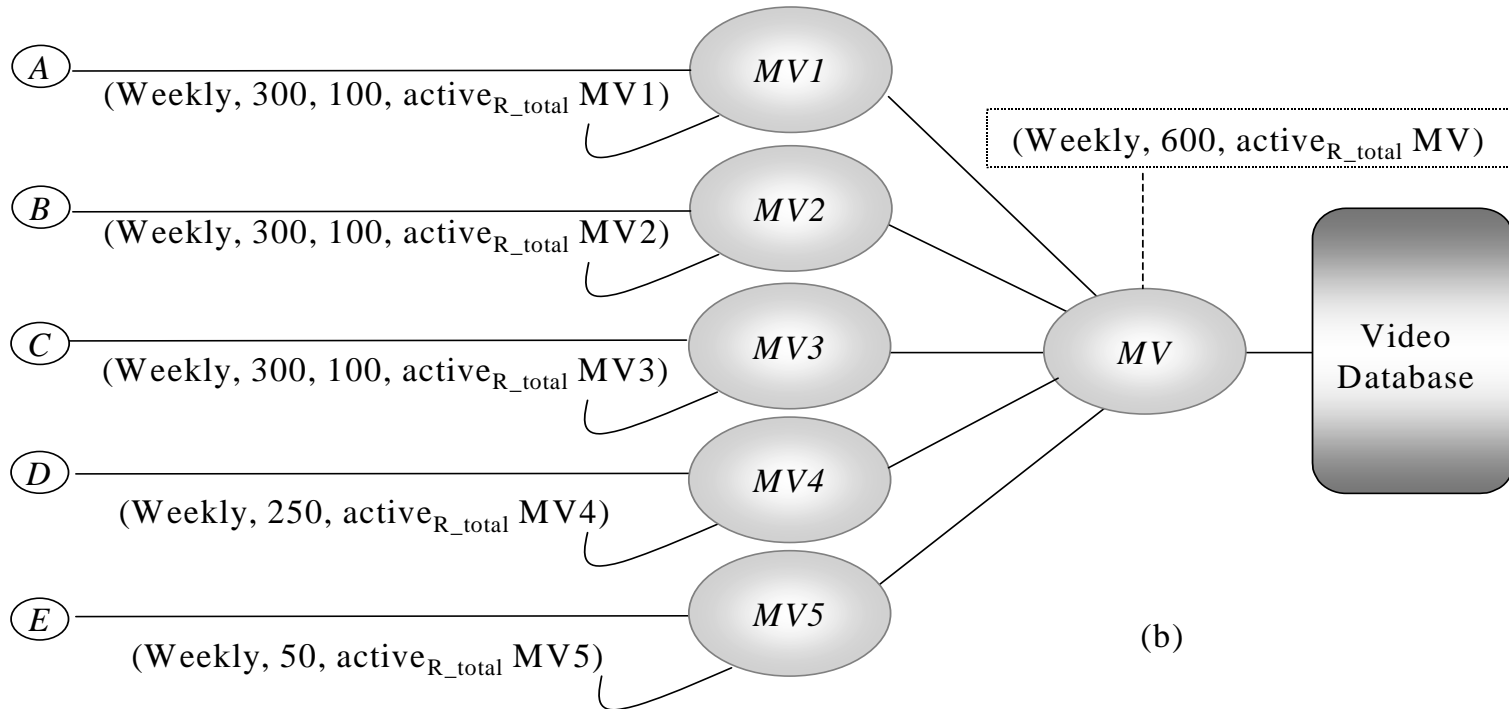 A
MV1
(Weekly, 300, 100, active_R_total MV1)
(Weekly, 600, active_R_total MV)
B
MV2
(Weekly, 300, 100, active_R_total MV2)
C
MV3
MV
Video
Database
(Weekly, 300, 100, active_R_total MV3)
D
MV4
(Weekly, 250, active_R_total MV4)
E
MV5
(Weekly, 50, active_R_total MV5)
(b)